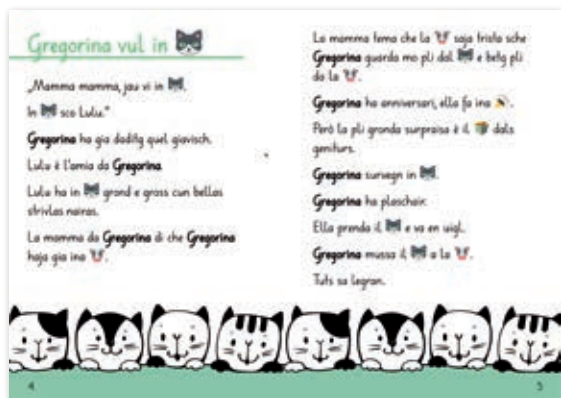 Gregorina vul in
„Mamma mamma, jau vi in .
In sco Lulu."
Gregorina ha gia daditg quel giavisch.
Lulu è l'amia da Gregorina.
Lulu ha in grond e gross cun bellas
strivlas nairas.
La mamma da Gregorina di che Gregorina
haja gia ina .
4
La mamma tema che la saja trista sche
Gregorina guarda mo pli dal e betg pli
da la .
Gregorina ha anniversari, ella fa ina .
Però la pli gronda surpraisa è il dals
geniturs.
Gregorina survegn in .
Gregorina ha plaschair.
Ella prenda il e va en uigl.
Gregorina mussa il a la .
Tuts sa legran.
5